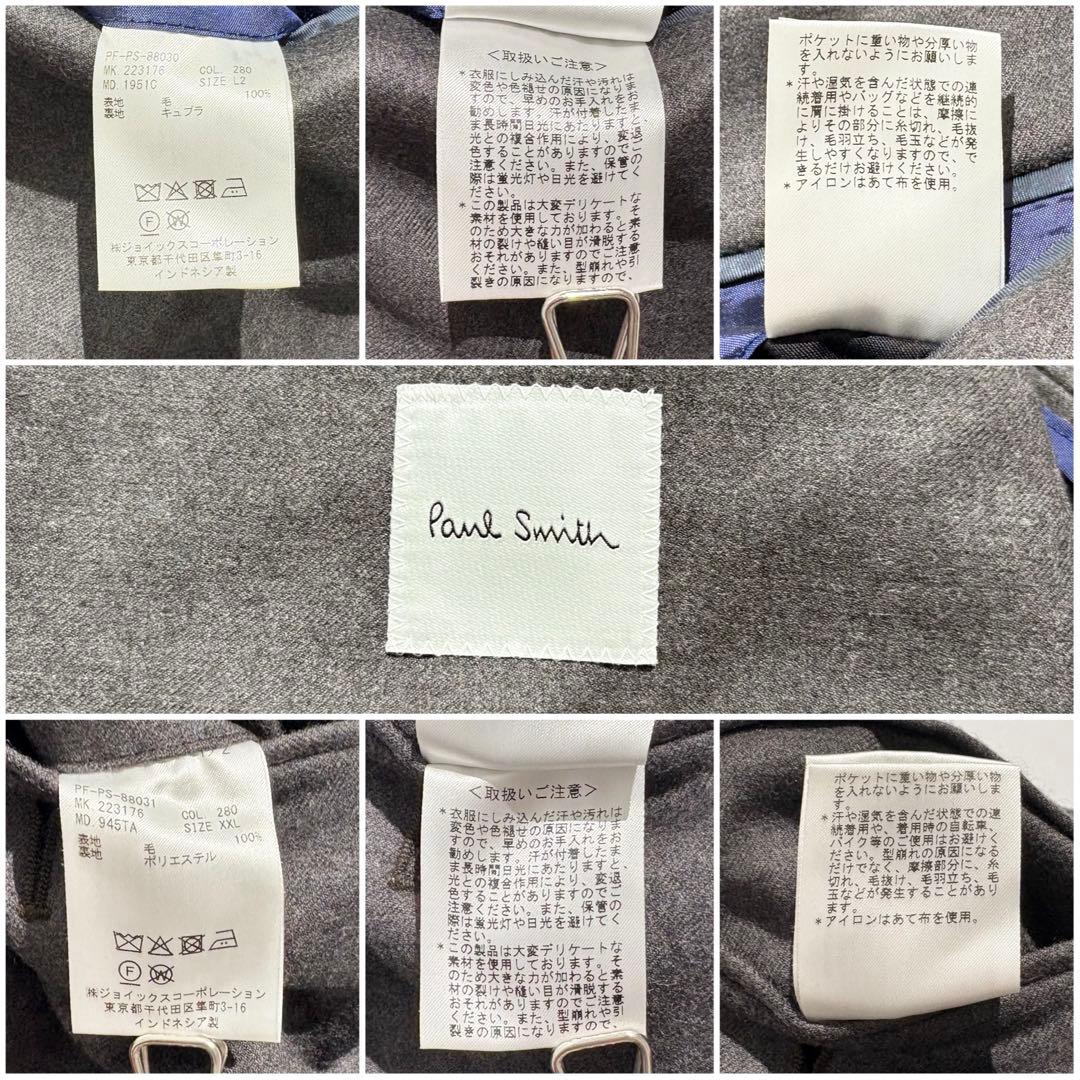 PF-PS-88030
MK. 223176 COL. 280
MD. 1951C SIZE L2
表地 毛 100%
裏地 キュプラ
F W
㈱ジョイックスコーポレーション
東京都千代田区隼町3-16
インドネシア製
<取扱いご注意>
*衣服にしみ込んだ汗や汚れは
変色や色褪せの原因になりま
すので、早めのお手入れをお
勧めします。汗が付着したま
ま長時間日光にあたりますと、
光との複合作用により、変退
色することがありますのでご
注意ください。また、保管の
際は蛍光灯や日光を避けてく
ださい。
*この製品は大変デリケートな
素材を使用しております。そ
のため大きな力が加わると素
材の裂けや縫い目が滑脱する
おそれがありますのでご注意
ください。また、型崩れや引
裂きの原因になりますので、
ポケットに重い物や分厚い物
を入れないようにお願いしま
す。
*汗や湿気を含んだ状態での連
続着用やバッグなどを継続的
に肩に掛けることは、摩擦に
よりその部分に糸切れ、毛抜
け、毛羽立ち、毛玉などが発
生しやすくなりますので、で
きるだけお避けください。
*アイロンはあて布を使用。
Paul Smith
PF-PS-88031
MK. 223176 COL. 280
MD. 945TA SIZE XXL
表地 毛 100%
裏地 ポリエステル
F W
㈱ジョイックスコーポレーション
東京都千代田区隼町3-16
インドネシア製
<取扱いご注意>
*衣服にしみ込んだ汗や汚れは
変色や色褪せの原因になりま
すので、早めのお手入れをお
勧めします。汗が付着したま
ま長時間日光にあたりますと、
光との複合作用により、変退
色することがありますのでご
注意ください。また、保管の
際は蛍光灯や日光を避けてく
ださい。
*この製品は大変デリケートな
素材を使用しております。そ
のため大きな力が加わると素
材の裂けや縫い目が滑脱する
おそれがありますのでご注意
ください。また、型崩れや引
裂きの原因になりますので、
ポケットに重い物や分厚い物
を入れないようにお願いしま
す。
*汗や湿気を含んだ状態での連
続着用や、着用時の自転車、
バイク等のご使用はお避けく
ださい。型崩れの原因になる
だけでなく、摩擦部分に、糸
切れ、毛抜け、毛羽立ち、毛
玉などが発生することがあり
ます。
*アイロンはあて布を使用。